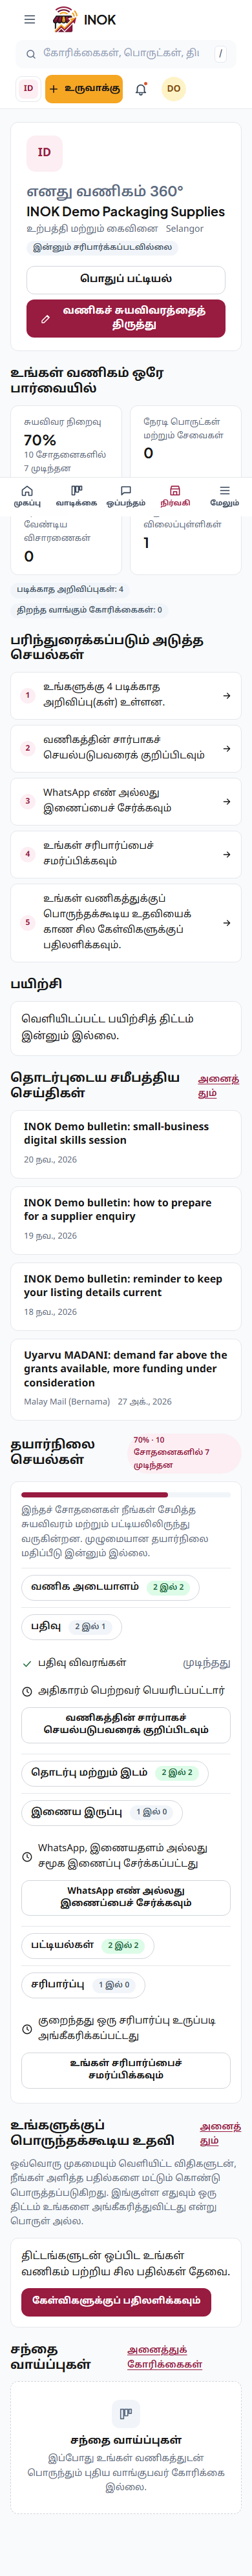 INOK
கோரிக்கைகள், பொருட்கள், திட
/
ID
+ உருவாக்கு
DO
ID
எனது வணிகம் 360°
INOK Demo Packaging Supplies
உற்பத்தி மற்றும் கைவினை Selangor
இன்னும் சரிபார்க்கப்படவில்லை
பொதுப் பட்டியல்
வணிகச் சுயவிவரத்தைத்
திருத்து
உங்கள் வணிகம் ஒரே
பார்வையில்
சுயவிவர நிறைவு
70%
10 சோதனைகளில்
7 முடிந்தன
நேரடி பொருட்கள்
மற்றும் சேவைகள்
0
முகப்பு
வாடிக்கை
ஒப்பந்தம்
நிர்வகி
மேலும்
வேண்டிய
விசாரணைகள்
0
விலைப்புள்ளிகள்
1
படிக்காத அறிவிப்புகள்: 4
திறந்த வாங்கும் கோரிக்கைகள்: 0
பரிந்துரைக்கப்படும் அடுத்த
செயல்கள்
1 உங்களுக்கு 4 படிக்காத
அறிவிப்பு(கள்) உள்ளன.
2 வணிகத்தின் சார்பாகச்
செயல்படுபவரைக் குறிப்பிடவும்
3 WhatsApp எண் அல்லது
இணைப்பைச் சேர்க்கவும்
4 உங்கள் சரிபார்ப்பைச்
சமர்ப்பிக்கவும்
5 உங்கள் வணிகத்துக்குப்
பொருந்தக்கூடிய உதவியைக்
காண சில கேள்விகளுக்குப்
பதிலளிக்கவும்.
பயிற்சி
வெளியிடப்பட்ட பயிற்சித் திட்டம்
இன்னும் இல்லை.
தொடர்புடைய சமீபத்திய
செய்திகள்
அனைத்
தும்
INOK Demo bulletin: small-business
digital skills session
20 நவ., 2026
INOK Demo bulletin: how to prepare
for a supplier enquiry
19 நவ., 2026
INOK Demo bulletin: reminder to keep
your listing details current
18 நவ., 2026
Uyarvu MADANI: demand far above the
grants available, more funding under
consideration
Malay Mail (Bernama) 27 அக்., 2026
தயார்நிலை
செயல்கள்
70% · 10
சோதனைகளில் 7
முடிந்தன
இந்தச் சோதனைகள் நீங்கள் சேமித்த
சுயவிவரம் மற்றும் பட்டியலிலிருந்து
வருகின்றன. முழுமையான தயார்நிலை
மதிப்பீடு இன்னும் இல்லை.
வணிக அடையாளம் 2 இல் 2
பதிவு 2 இல் 1
பதிவு விவரங்கள் முடிந்தது
அதிகாரம் பெற்றவர் பெயரிடப்பட்டார்
வணிகத்தின் சார்பாகச்
செயல்படுபவரைக் குறிப்பிடவும்
தொடர்பு மற்றும் இடம் 2 இல் 2
இணைய இருப்பு 1 இல் 0
WhatsApp, இணையதளம் அல்லது
சமூக இணைப்பு சேர்க்கப்பட்டது
WhatsApp எண் அல்லது
இணைப்பைச் சேர்க்கவும்
பட்டியல்கள் 2 இல் 2
சரிபார்ப்பு 1 இல் 0
குறைந்தது ஒரு சரிபார்ப்பு உருப்படி
அங்கீகரிக்கப்பட்டது
உங்கள் சரிபார்ப்பைச்
சமர்ப்பிக்கவும்
உங்களுக்குப்
பொருந்தக்கூடிய உதவி
அனைத்
தும்
ஒவ்வொரு முகமையும் வெளியிட்ட விதிகளுடன்,
நீங்கள் அளித்த பதில்களை மட்டும் கொண்டு
பொருத்தப்படுகிறது. இங்குள்ள எதுவும் ஒரு
திட்டம் உங்களை அங்கீகரித்துவிட்டது என்று
பொருள் அல்ல.
திட்டங்களுடன் ஒப்பிட உங்கள்
வணிகம் பற்றிய சில பதில்கள் தேவை.
கேள்விகளுக்குப் பதிலளிக்கவும்
சந்தை
வாய்ப்புகள்
அனைத்துக்
கோரிக்கைகள்
சந்தை வாய்ப்புகள்
இப்போது உங்கள் வணிகத்துடன்
பொருந்தும் புதிய வாங்குபவர் கோரிக்கை
இல்லை.